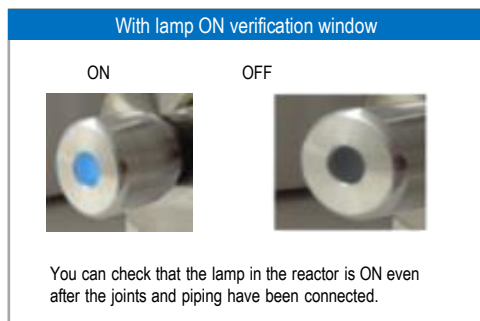 With lamp ON verification window
ON OFF
You can check that the lamp in the reactor is ON even
after the joints and piping have been connected.